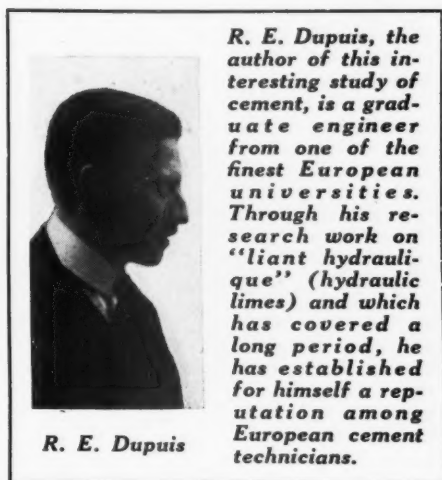 R. E. Dupuis, the
author of this in-
teresting study of
cement, is a grad-
uate engineer
from one of the
finest European
universities.
Through his re-
search work on
"liant hydrauli-
que" (hydraulic
limes) and which
has covered a
long period, he
has established
for himself a rep-
utation among
European cement
technicians.
R. E. Dupuis